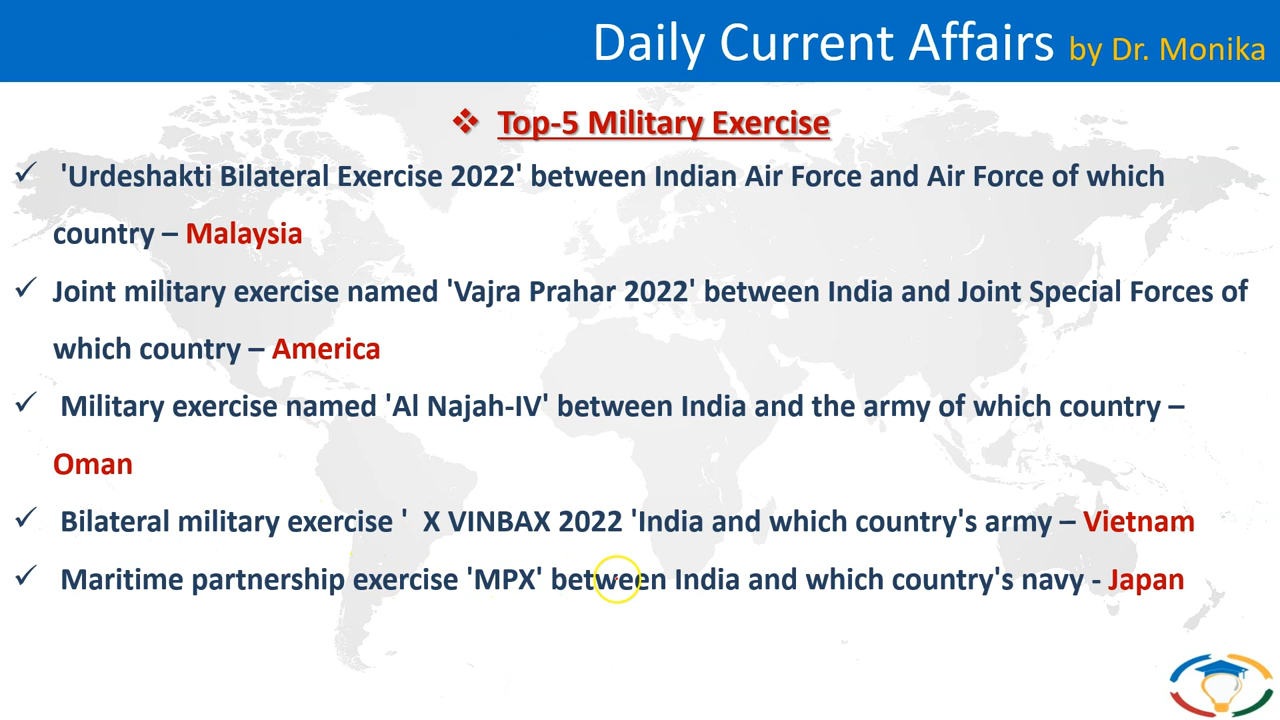 Daily Current Affairs by Dr. Monika
❖ Top-5 Military Exercise
✓ 'Urdeshakti Bilateral Exercise 2022' between Indian Air Force and Air Force of which
country – Malaysia
✓ Joint military exercise named 'Vajra Prahar 2022' between India and Joint Special Forces of
which country – America
✓ Military exercise named 'Al Najah-IV' between India and the army of which country –
Oman
✓ Bilateral military exercise ' X VINBAX 2022 'India and which country's army – Vietnam
✓ Maritime partnership exercise 'MPX' between India and which country's navy - Japan